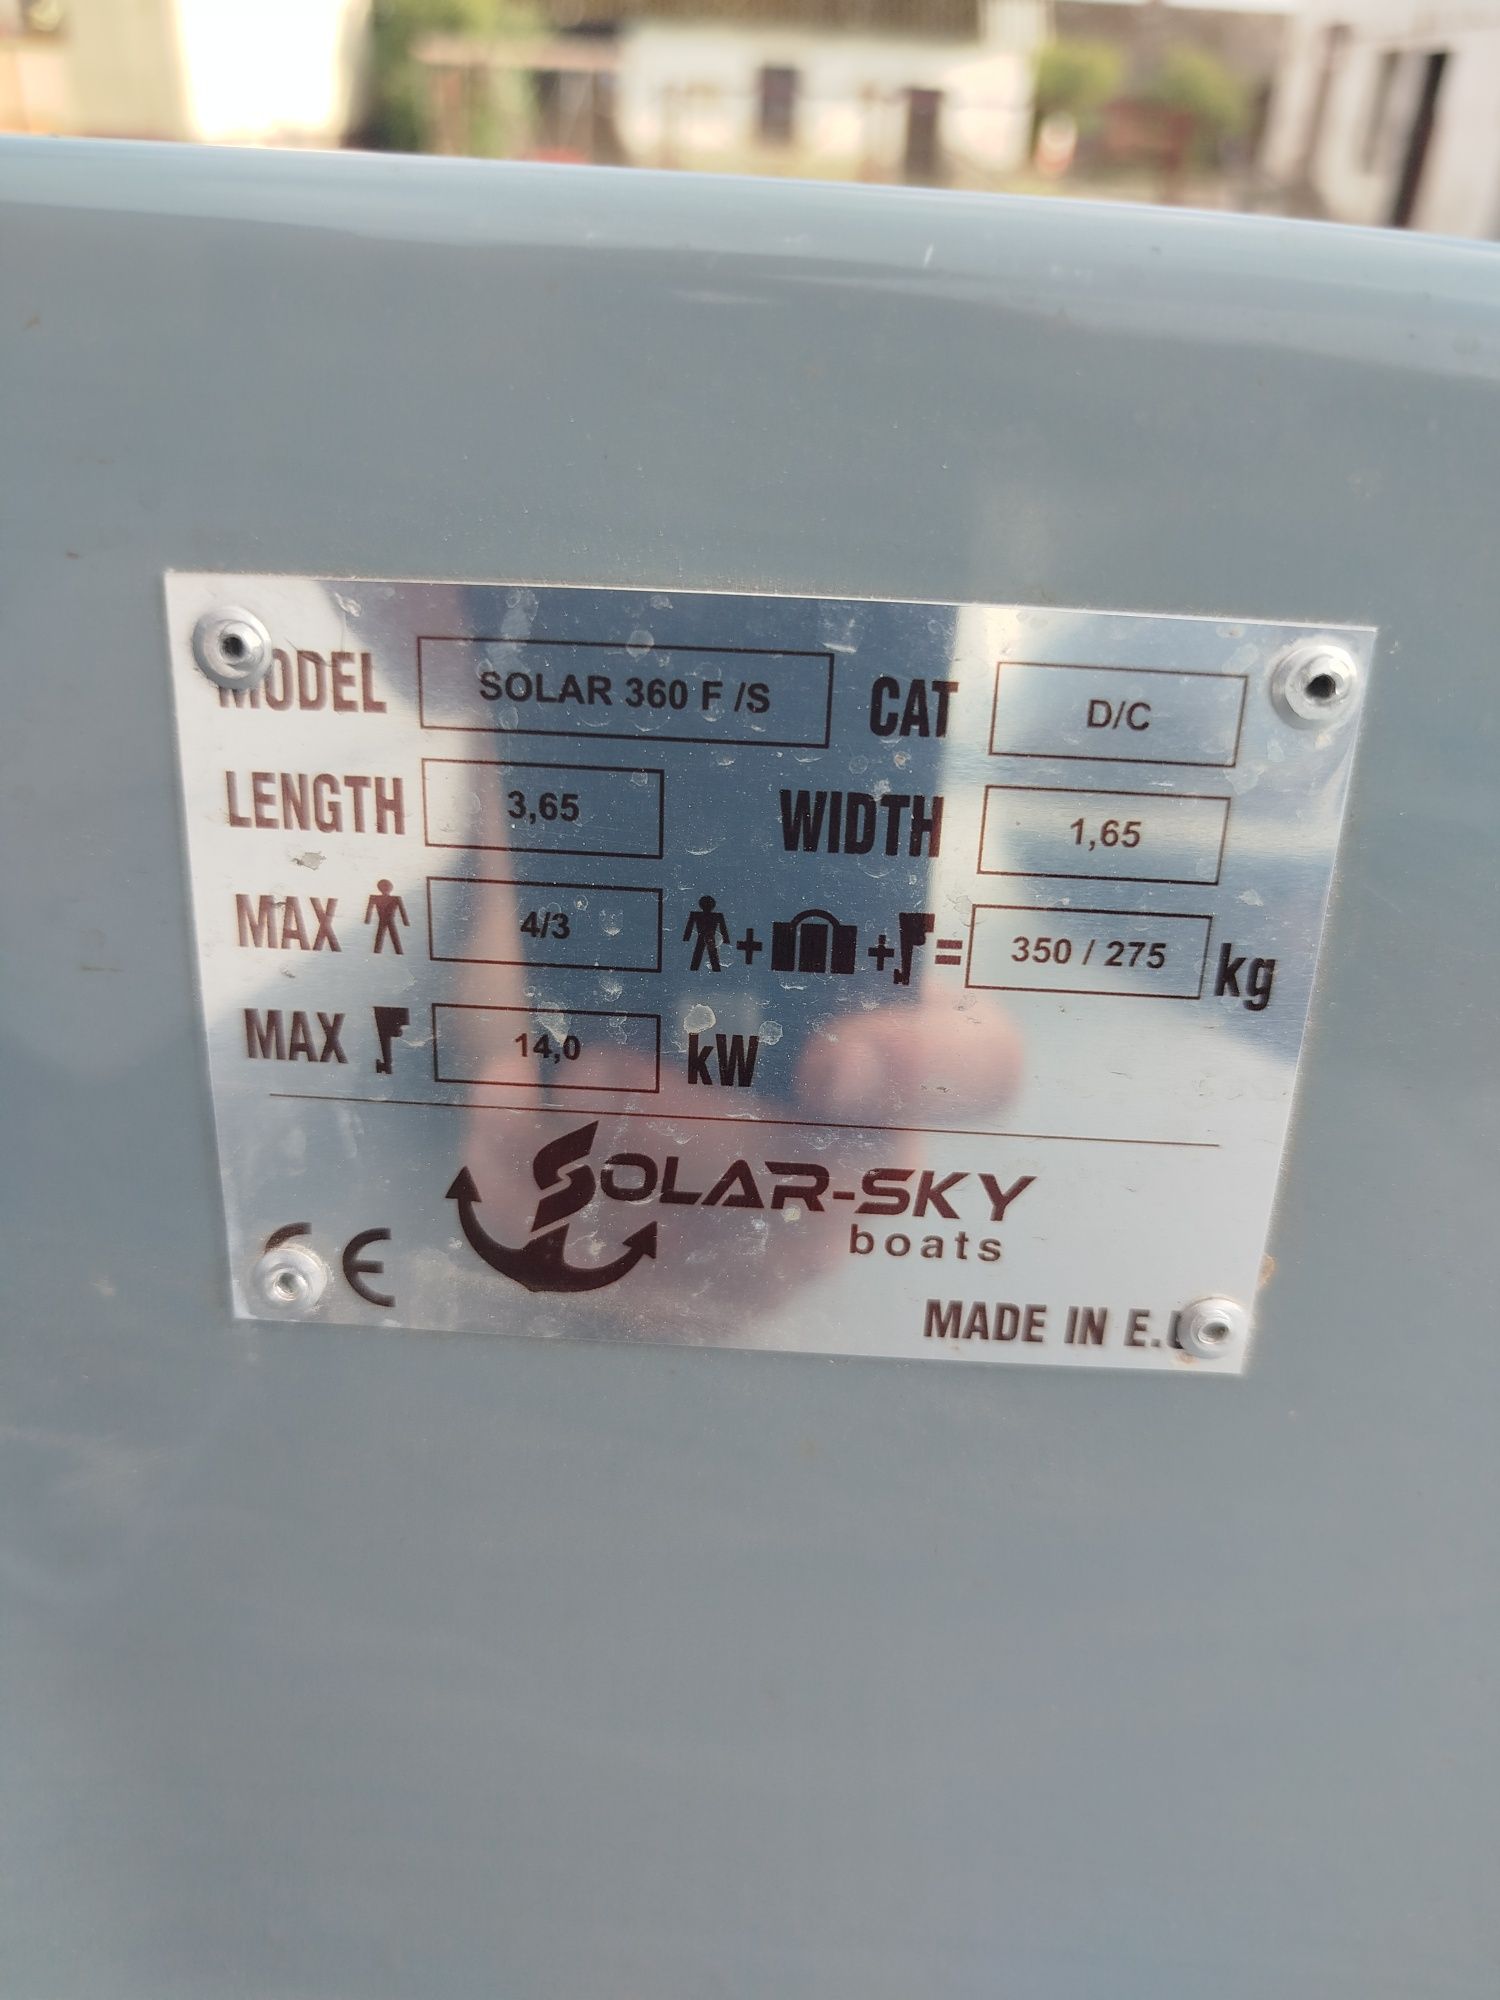 MODEL SOLAR 360 F /S CAT D/C
LENGTH 3,65 WIDTH 1,65
MAX 4/3 + + = 350 / 275 kg
MAX 14,0 kW
SOLAR-SKY
boats
CE
MADE IN E.U